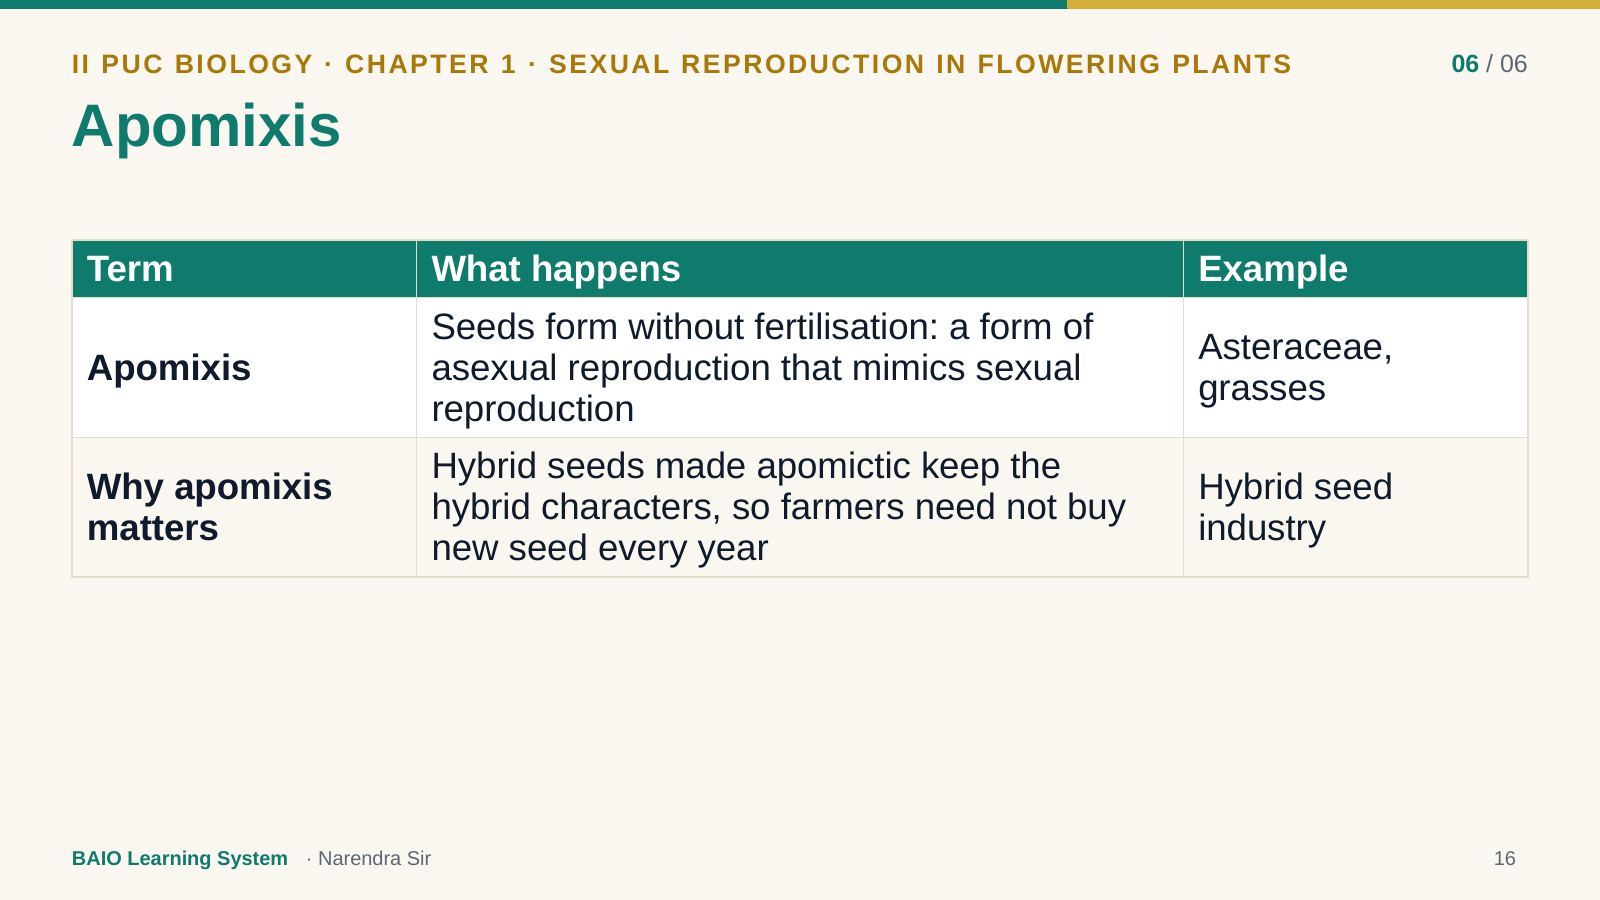 II PUC BIOLOGY · CHAPTER 1 · SEXUAL REPRODUCTION IN FLOWERING PLANTS
06 / 06
Apomixis
Term
What happens
Example
Apomixis
Seeds form without fertilisation: a form of
asexual reproduction that mimics sexual
reproduction
Asteraceae,
grasses
Why apomixis
matters
Hybrid seeds made apomictic keep the
hybrid characters, so farmers need not buy
new seed every year
Hybrid seed
industry
BAIO Learning System · Narendra Sir
16